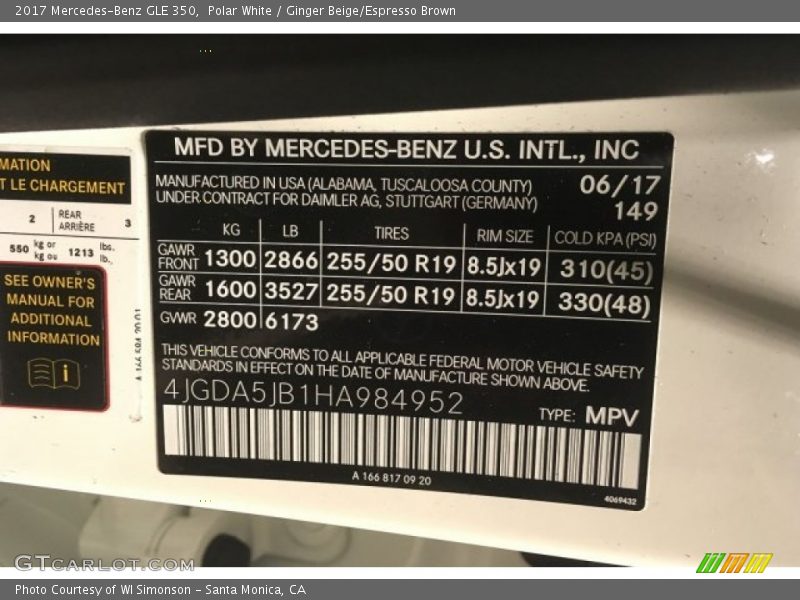 2017 Mercedes-Benz GLE 350,  Polar White / Ginger Beige/Espresso Brown
MATION
T LE CHARGEMENT
2 REAR ARRIÈRE 3
550 kg or kg ou 1213 lbs. lb.
SEE OWNER'S
MANUAL FOR
ADDITIONAL
INFORMATION
MFD BY MERCEDES-BENZ U.S. INTL., INC
MANUFACTURED IN USA (ALABAMA, TUSCALOOSA COUNTY) 06/17
UNDER CONTRACT FOR DAIMLER AG, STUTTGART (GERMANY) 149
KG LB TIRES RIM SIZE COLD KPA (PSI)
GAWR FRONT 1300 2866 255/50 R19 8.5Jx19 310(45)
GAWR REAR 1600 3527 255/50 R19 8.5Jx19 330(48)
GVWR 2800 6173
THIS VEHICLE CONFORMS TO ALL APPLICABLE FEDERAL MOTOR VEHICLE SAFETY
STANDARDS IN EFFECT ON THE DATE OF MANUFACTURE SHOWN ABOVE.
4JGDA5JB1HA984952
TYPE: MPV
A 166 817 09 20
4069432
GTCARLOT.COM
Photo Courtesy of WI Simonson - Santa Monica, CA